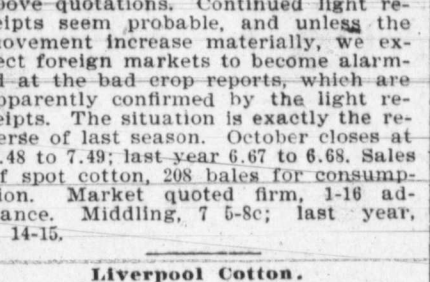 bove quotations. Continued light re-
eipts seem probable, and unless the
ovement increase materially, we ex-
ect foreign markets to become alarm-
d at the bad crop reports, which are
pparently confirmed by the light re-
eipts. The situation is exactly the re-
erse of last season. October closes at
.48 to 7.49; last year 6.67 to 6.68. Sales
f spot cotton, 208 bales for consump-
ion. Market quoted firm, 1-16 ad-
ance. Middling, 7 5-8c; last year,
14-15.
Liverpool Cotton.